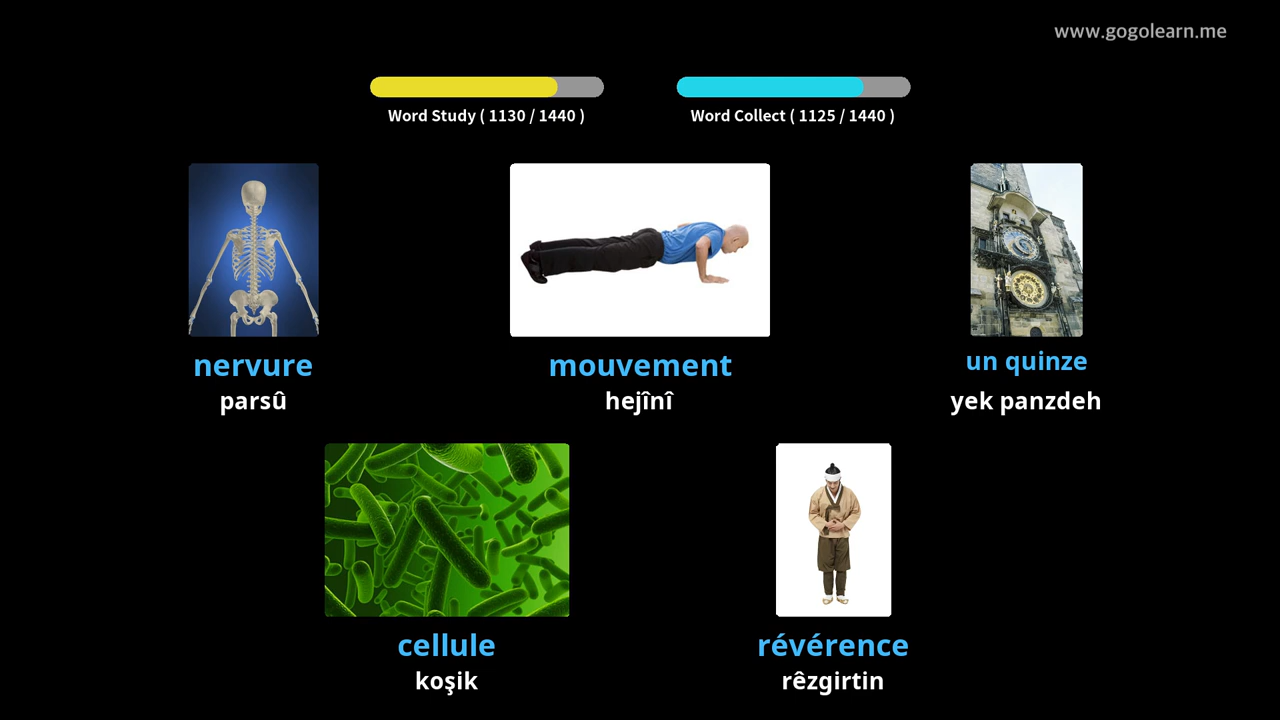 www.gogolearn.me
Word Study ( 1130 / 1440 )
Word Collect ( 1125 / 1440 )
nervure
parsû
mouvement
hejînî
un quinze
yek panzdeh
cellule
koşik
révérence
rêzgirtin